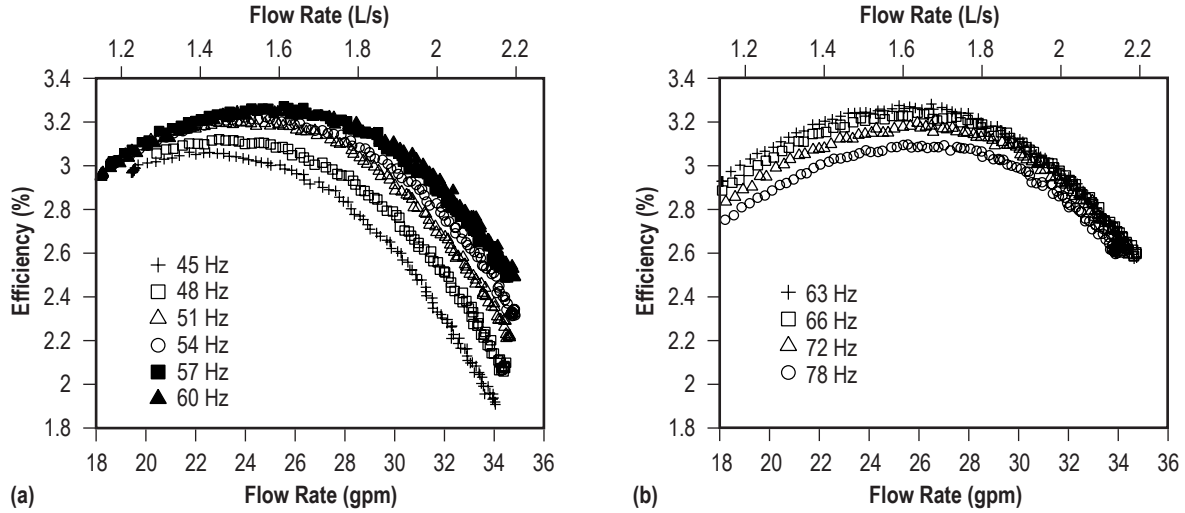 Flow Rate (L/s)
1.2 1.4 1.6 1.8 2 2.2
3.4
3.2
3
2.8
2.6
2.4
2.2
2
1.8
Efficiency (%)
45 Hz
48 Hz
51 Hz
54 Hz
57 Hz
60 Hz
18 20 22 24 26 28 30 32 34 36
(a) Flow Rate (gpm)
Flow Rate (L/s)
1.2 1.4 1.6 1.8 2 2.2
3.4
3.2
3
2.8
2.6
2.4
2.2
2
1.8
Efficiency (%)
63 Hz
66 Hz
72 Hz
78 Hz
18 20 22 24 26 28 30 32 34 36
(b) Flow Rate (gpm)